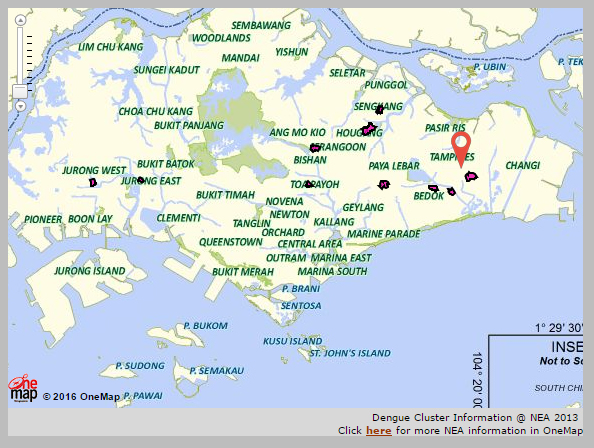 SEMBAWANG
WOODLANDS
LIM CHU KANG
YISHUN
MANDAI
SUNGEI KADUT
SELETAR
P. UBIN
P. TEK
PUNGGOL
SENGKANG
CHOA CHU KANG
BUKIT PANJANG
ANG MO KIO
HOUGANG
PASIR RIS
SERANGOON
BISHAN
TAMPINES
BUKIT BATOK
PAYA LEBAR
CHANGI
JURONG WEST
JURONG EAST
TOA PAYOH
BUKIT TIMAH
BEDOK
NOVENA
GEYLANG
NEWTON
PIONEER
BOON LAY
CLEMENTI
TANGLIN
KALLANG
ORCHARD
MARINE PARADE
QUEENSTOWN
CENTRAL AREA
OUTRAM
MARINA EAST
JURONG ISLAND
BUKIT MERAH
MARINA SOUTH
P. BRANI
SENTOSA
P. BUKOM
1° 29' 30'
KUSU ISLAND
INSE
ST. JOHN'S ISLAND
Not to Sc
P. SUDONG
P. SEMAKAU
104° 20' 00
SOUTH CHI
One
map
© 2016 OneMap
P. PAWAI
Dengue Cluster Information @ NEA 2013
Click here for more NEA information in OneMap